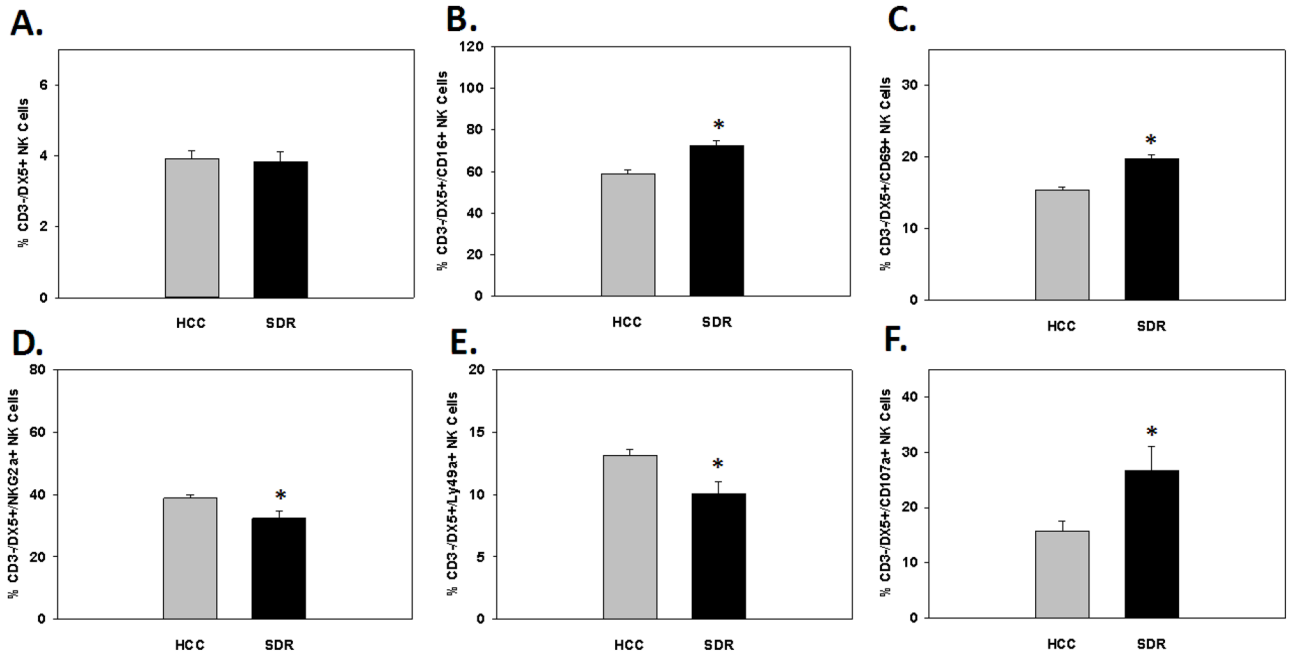 A.
% CD3-/DX5+ NK Cells
6
4
2
0
HCC SDR
B.
% CD3-/DX5+/CD16+ NK Cells
120
100
80
60
40
20
0
*
HCC SDR
C.
% CD3-/DX5+/CD69+ NK Cells
30
20
10
0
*
HCC SDR
D.
% CD3-/DX5+/NKG2a+ NK Cells
80
60
40
20
0
*
HCC SDR
E.
% CD3-/DX5+/Ly49a+ NK Cells
20
15
10
5
0
*
HCC SDR
F.
% CD3-/DX5+/CD107a+ NK Cells
40
30
20
10
0
*
HCC SDR